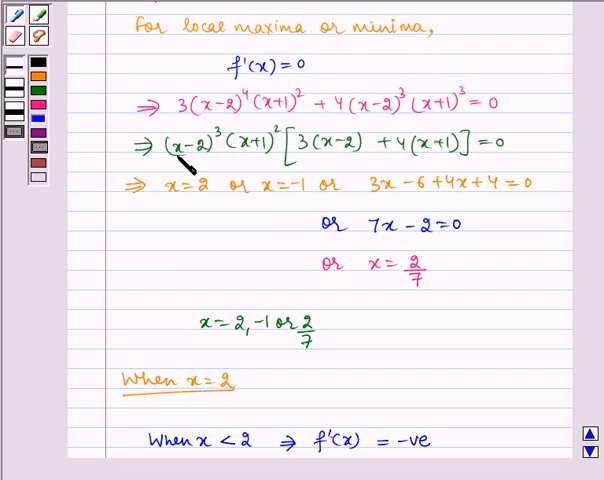 For local maxima or minima,
f'(x) = 0
⇒ 3(x-2)⁴(x+1)² + 4(x-2)³(x+1)³ = 0
⇒ (x-2)³(x+1)²[3(x-2) + 4(x+1)] = 0
⇒ x = 2 or x = -1 or 3x - 6 + 4x + 4 = 0
or 7x - 2 = 0
or x = 2/7
x = 2, -1 or 2/7
When x = 2
When x < 2 ⇒ f'(x) = -ve